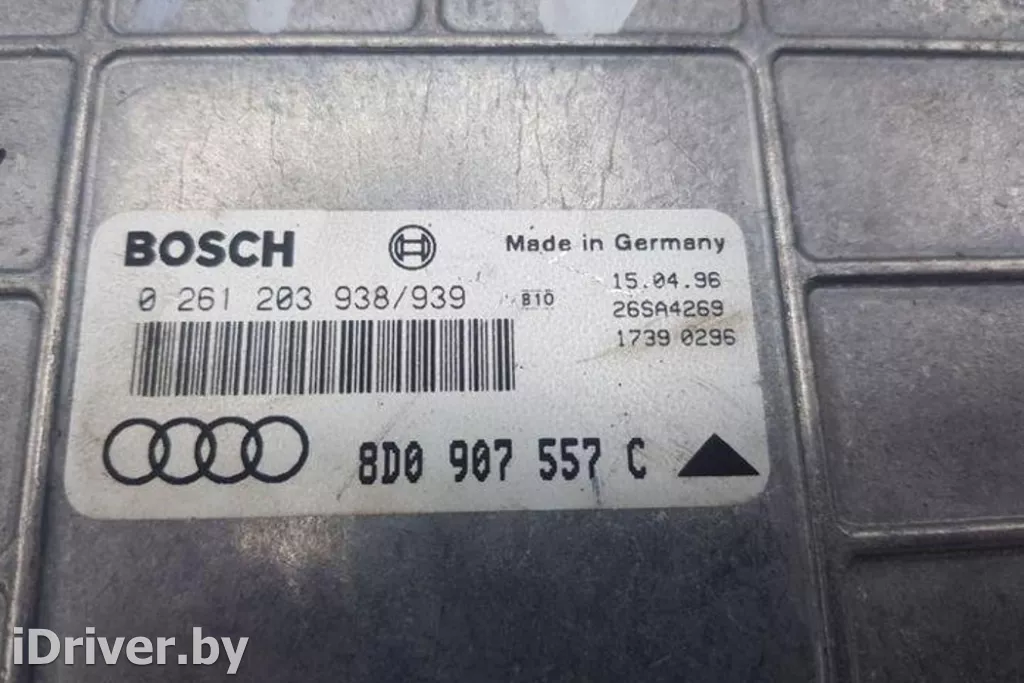 BOSCH
Made in Germany
0 261 203 938/939
B10
15.04.96
26SA4269
1739 0296
8D0 907 557 C
iDriver.by